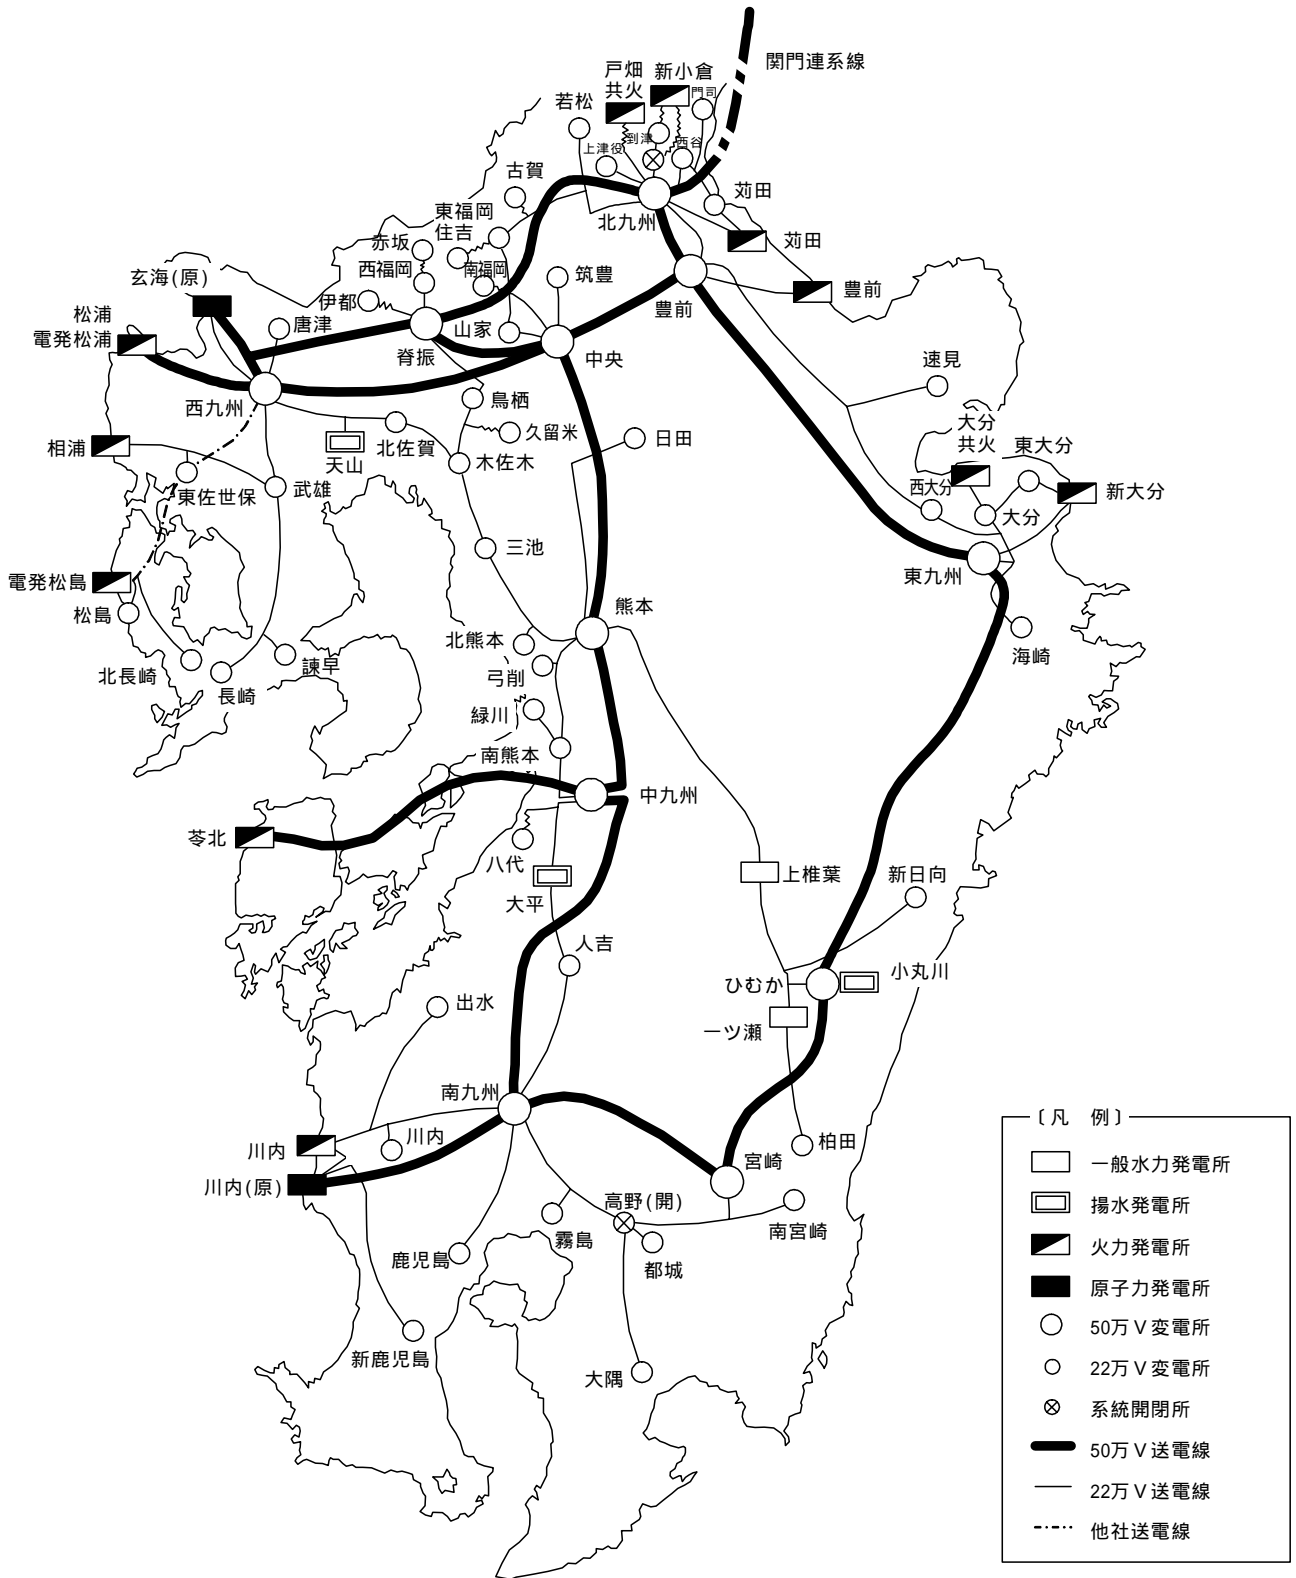 関門連系線
戸畑
共火
新小倉
門司
若松
到津
西谷
上津役
古賀
苅田
北九州
東福岡
住吉
赤坂
苅田
西福岡
南福岡
筑豊
玄海(原)
伊都
豊前
豊前
松浦
電発松浦
唐津
山家
脊振
中央
速見
西九州
鳥栖
大分
共火
東大分
相浦
天山
北佐賀
久留米
日田
木佐木
東佐世保
武雄
西大分
大分
新大分
三池
東九州
電発松島
松島
熊本
北熊本
海崎
北長崎
長崎
諫早
弓削
緑川
南熊本
中九州
苓北
八代
大平
上椎葉
新日向
人吉
ひむか
小丸川
出水
一ツ瀬
南九州
川内
川内
柏田
宮崎
川内(原)
高野(開)
南宮崎
鹿児島
霧島
都城
新鹿児島
大隅
〔凡 例〕
一般水力発電所
揚水発電所
火力発電所
原子力発電所
50万V変電所
22万V変電所
系統開閉所
50万V送電線
22万V送電線
他社送電線